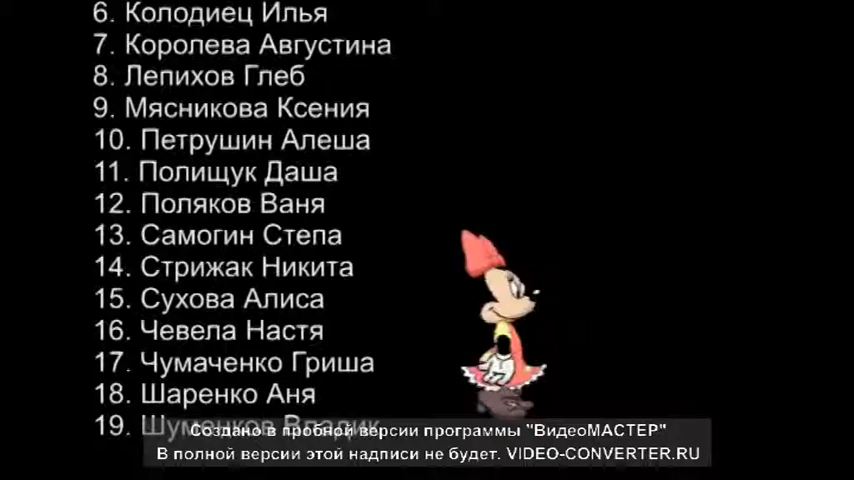 6. Колодиец Илья
7. Королева Августина
8. Лепихов Глеб
9. Мясникова Ксения
10. Петрушин Алеша
11. Полищук Даша
12. Поляков Ваня
13. Самогин Степа
14. Стрижак Никита
15. Сухова Алиса
16. Чевела Настя
17. Чумаченко Гриша
18. Шаренко Аня
19. Владик
Создано в пробной версии программы "ВидеоМАСТЕР"
В полной версии этой надписи не будет. VIDEO-CONVERTER.RU